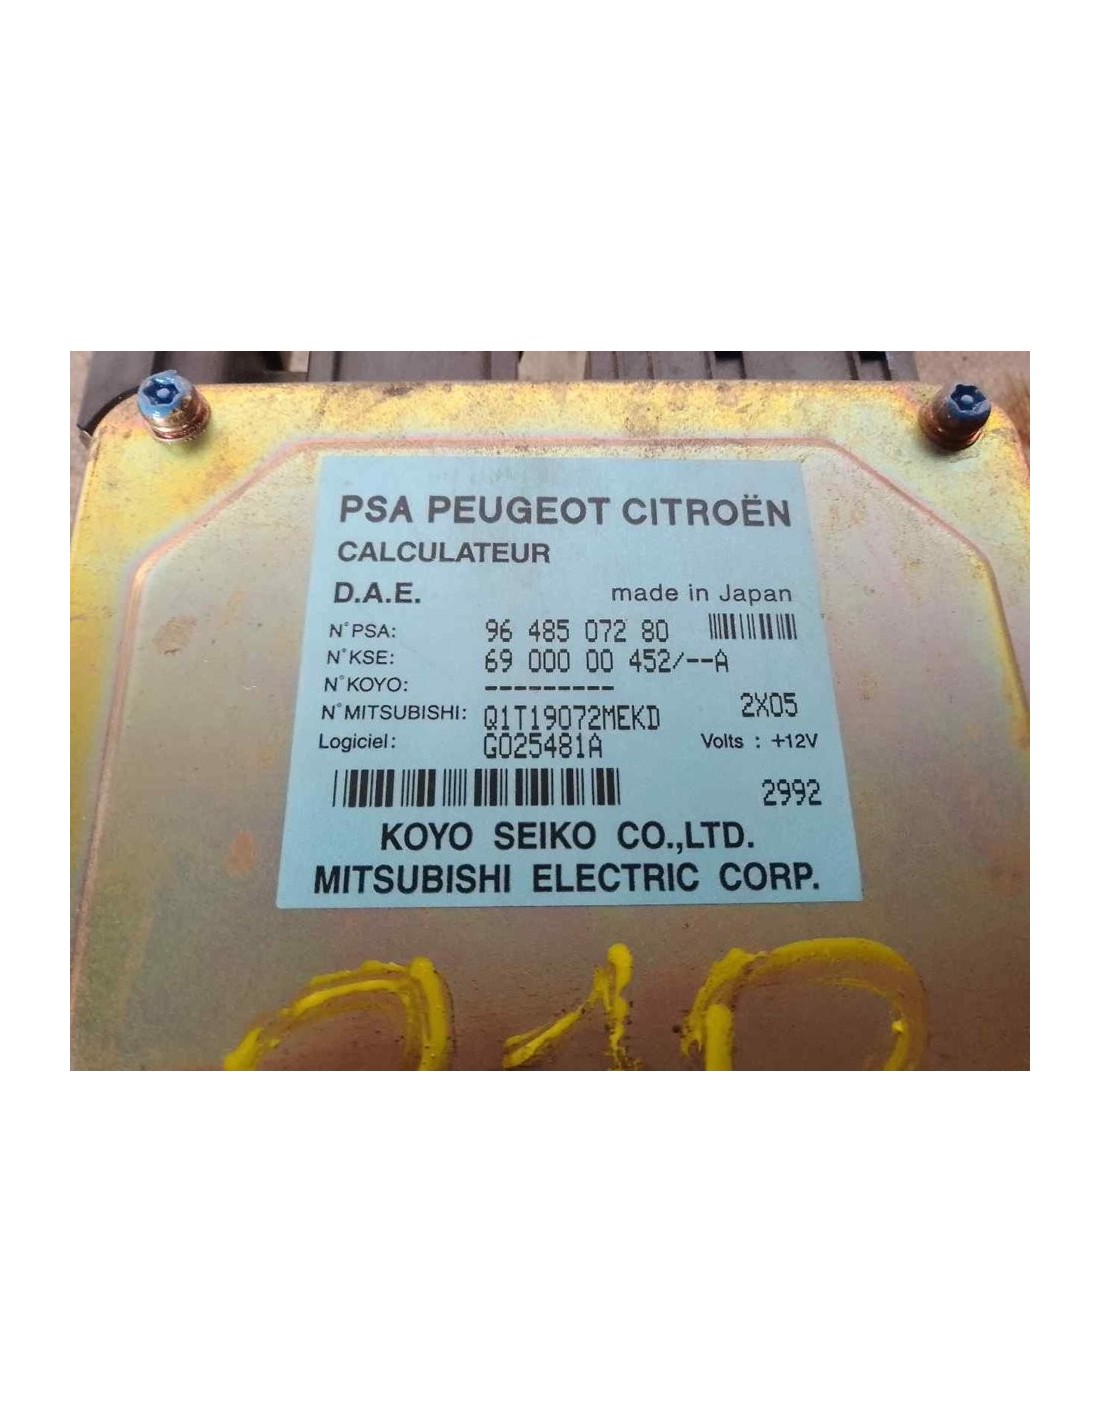 PSA PEUGEOT CITROËN
CALCULATEUR
D.A.E. made in Japan
N°PSA: 96 485 072 80
N°KSE: 69 000 00 452/--A
N°KOYO: ---------
N°MITSUBISHI: Q1T19072MEKD 2X05
Logiciel: G025481A Volts : +12V
2992
KOYO SEIKO CO.,LTD.
MITSUBISHI ELECTRIC CORP.